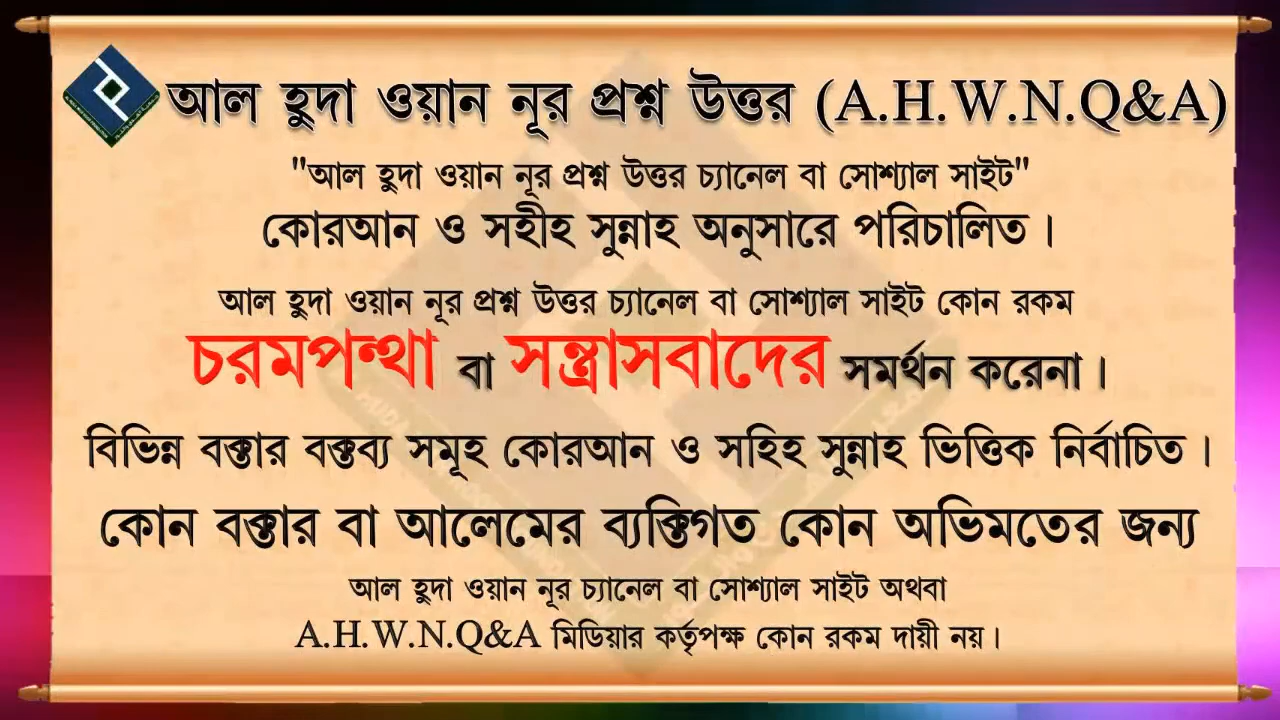 আল হুদা ওয়ান নূর প্রশ্ন উত্তর (A.H.W.N.Q&A)
"আল হুদা ওয়ান নূর প্রশ্ন উত্তর চ্যানেল বা সোশ্যাল সাইট"
কোরআন ও সহীহ সুন্নাহ অনুসারে পরিচালিত।
আল হুদা ওয়ান নূর প্রশ্ন উত্তর চ্যানেল বা সোশ্যাল সাইট কোন রকম
চরমপন্থা বা সন্ত্রাসবাদের সমর্থন করেনা।
বিভিন্ন বক্তার বক্তব্য সমূহ কোরআন ও সহিহ সুন্নাহ ভিত্তিক নির্বাচিত।
কোন বক্তার বা আলেমের ব্যক্তিগত কোন অভিমতের জন্য
আল হুদা ওয়ান নূর চ্যানেল বা সোশ্যাল সাইট অথবা
A.H.W.N.Q&A মিডিয়ার কর্তৃপক্ষ কোন রকম দায়ী নয়।